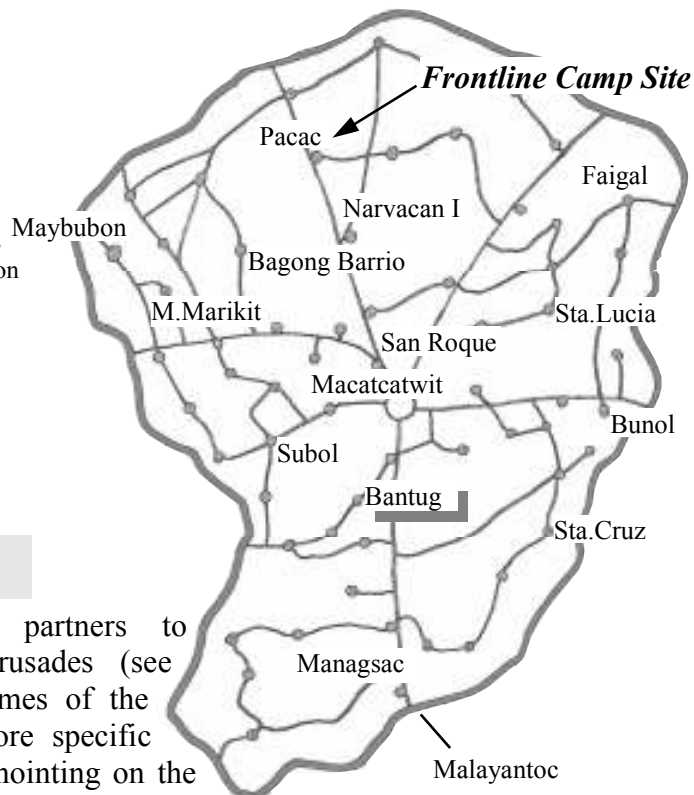 Frontline Camp Site
Pacac
Faigal
Narvacan I
Maybubon
Bagong Barrio
on
M.Marikit
Sta.Lucia
San Roque
Macatcatwit
Bunol
Subol
Bantug
Sta.Cruz
partners to
rusades (see
mes of the
Managsac
ore specific
nointing on the
Malayantoc